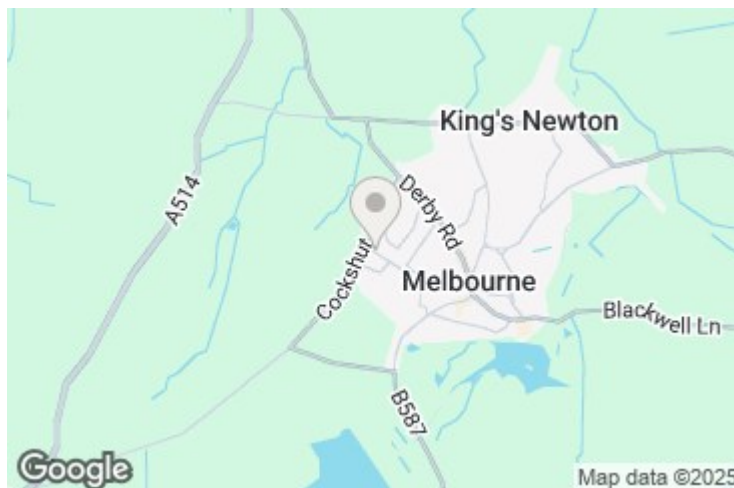 King's Newton
A514
Derby Rd
Cockshut
Melbourne
Blackwell Ln
B587
Google
Map data ©2025